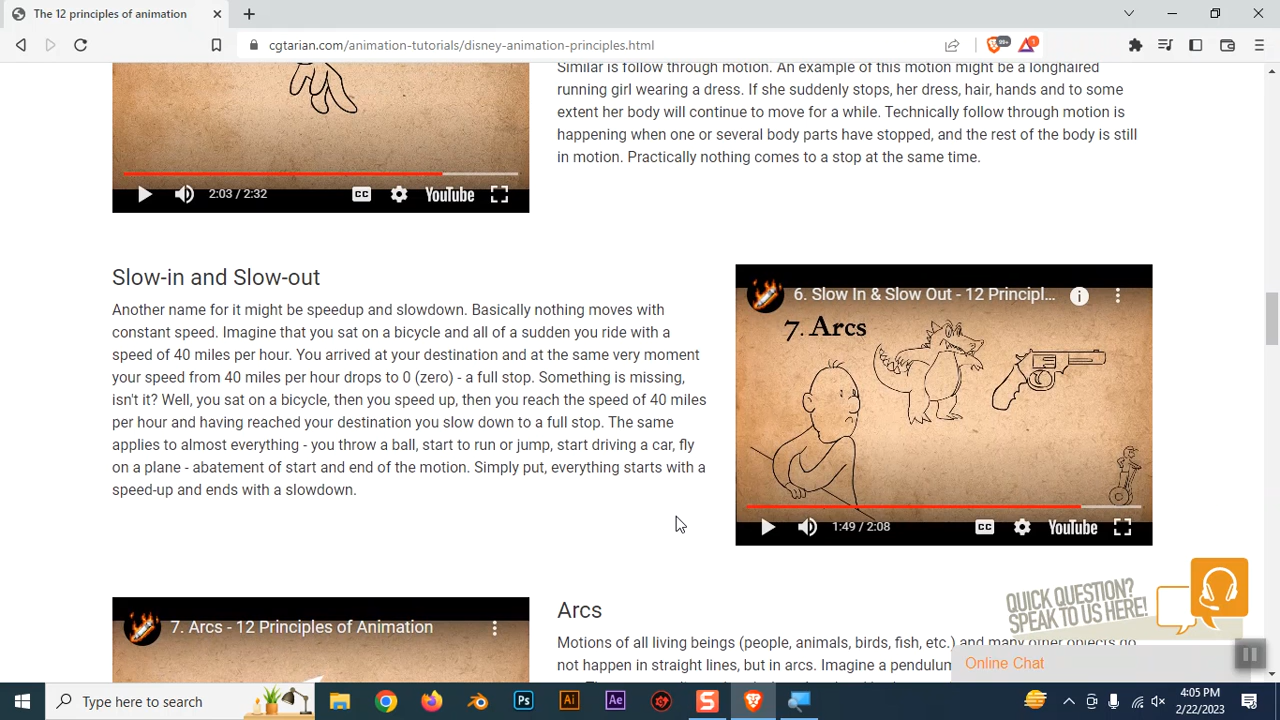 The 12 principles of animation
cgtarian.com/animation-tutorials/disney-animation-principles.html
99+
1
Similar is follow through motion. An example of this motion might be a longhaired
running girl wearing a dress. If she suddenly stops, her dress, hair, hands and to some
extent her body will continue to move for a while. Technically follow through motion is
happening when one or several body parts have stopped, and the rest of the body is still
in motion. Practically nothing comes to a stop at the same time.
2:03 / 2:32
CC
YouTube
Slow-in and Slow-out
Another name for it might be speedup and slowdown. Basically nothing moves with
constant speed. Imagine that you sat on a bicycle and all of a sudden you ride with a
speed of 40 miles per hour. You arrived at your destination and at the same very moment
your speed from 40 miles per hour drops to 0 (zero) - a full stop. Something is missing,
isn't it? Well, you sat on a bicycle, then you speed up, then you reach the speed of 40 miles
per hour and having reached your destination you slow down to a full stop. The same
applies to almost everything - you throw a ball, start to run or jump, start driving a car, fly
on a plane - abatement of start and end of the motion. Simply put, everything starts with a
speed-up and ends with a slowdown.
6. Slow In & Slow Out - 12 Principl...
7. Arcs
1:49 / 2:08
CC
YouTube
7. Arcs - 12 Principles of Animation
Arcs
Motions of all living beings (people, animals, birds, fish, etc.) and many other objects do
not happen in straight lines, but in arcs. Imagine a pendulum
QUICK QUESTION?
SPEAK TO US HERE!
Online Chat
Type here to search
Ps
Ai
Ae
4:05 PM
2/22/2023